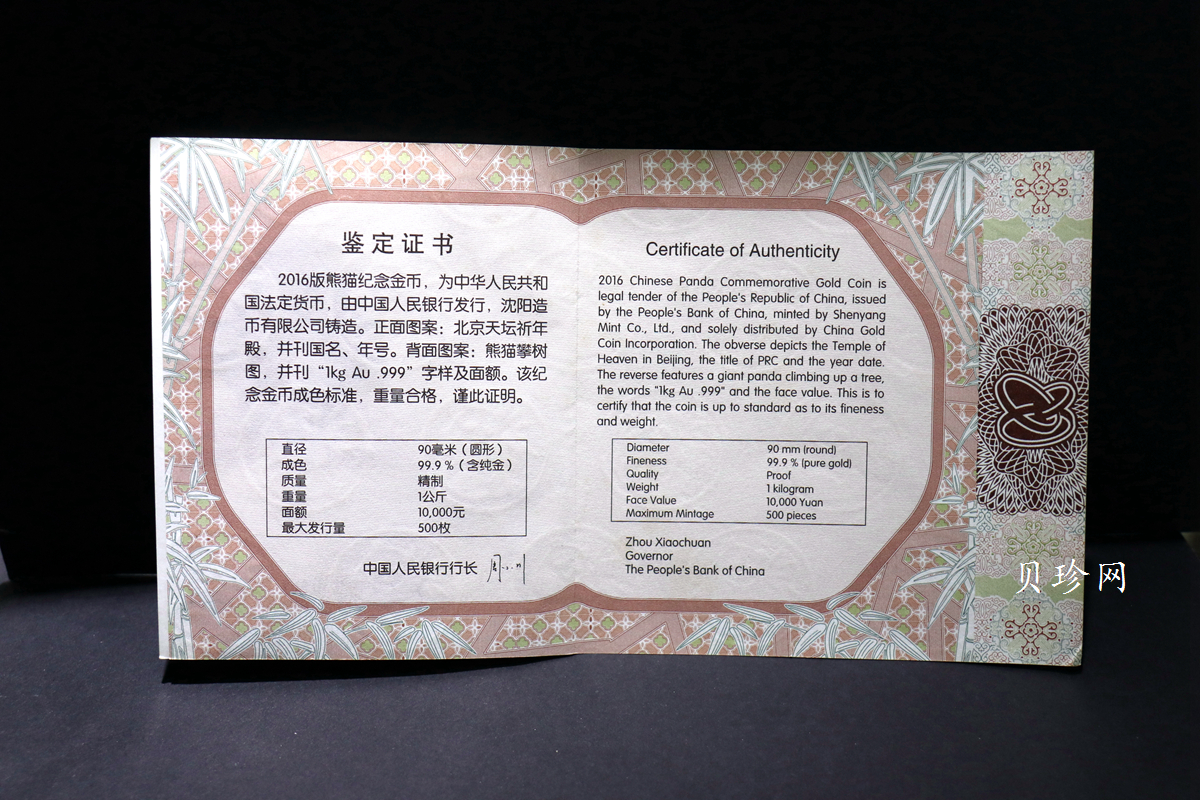 鉴定证书
2016版熊猫纪念金币，为中华人民共和
国法定货币，由中国人民银行发行，沈阳造
币有限公司铸造。正面图案：北京天坛祈年
殿，并刊国名、年号。背面图案：熊猫攀树
图，并刊“1kg Au .999”字样及面额。该纪
念金币成色标准，重量合格，谨此证明。
直径 90毫米（圆形）
成色 99.9％（含纯金）
质量 精制
重量 1公斤
面额 10,000元
最大发行量 500枚
中国人民银行行长
Certificate of Authenticity
2016 Chinese Panda Commemorative Gold Coin is
legal tender of the People's Republic of China, issued
by the People's Bank of China, minted by Shenyang
Mint Co., Ltd., and solely distributed by China Gold
Coin Incorporation. The obverse depicts the Temple of
Heaven in Beijing, the title of PRC and the year date.
The reverse features a giant panda climbing up a tree,
the words "1kg Au .999" and the face value. This is to
certify that the coin is up to standard as to its fineness
and weight.
Diameter 90 mm (round)
Fineness 99.9 % (pure gold)
Quality Proof
Weight 1 kilogram
Face Value 10,000 Yuan
Maximum Mintage 500 pieces
Zhou Xiaochuan
Governor
The People's Bank of China
贝珍网